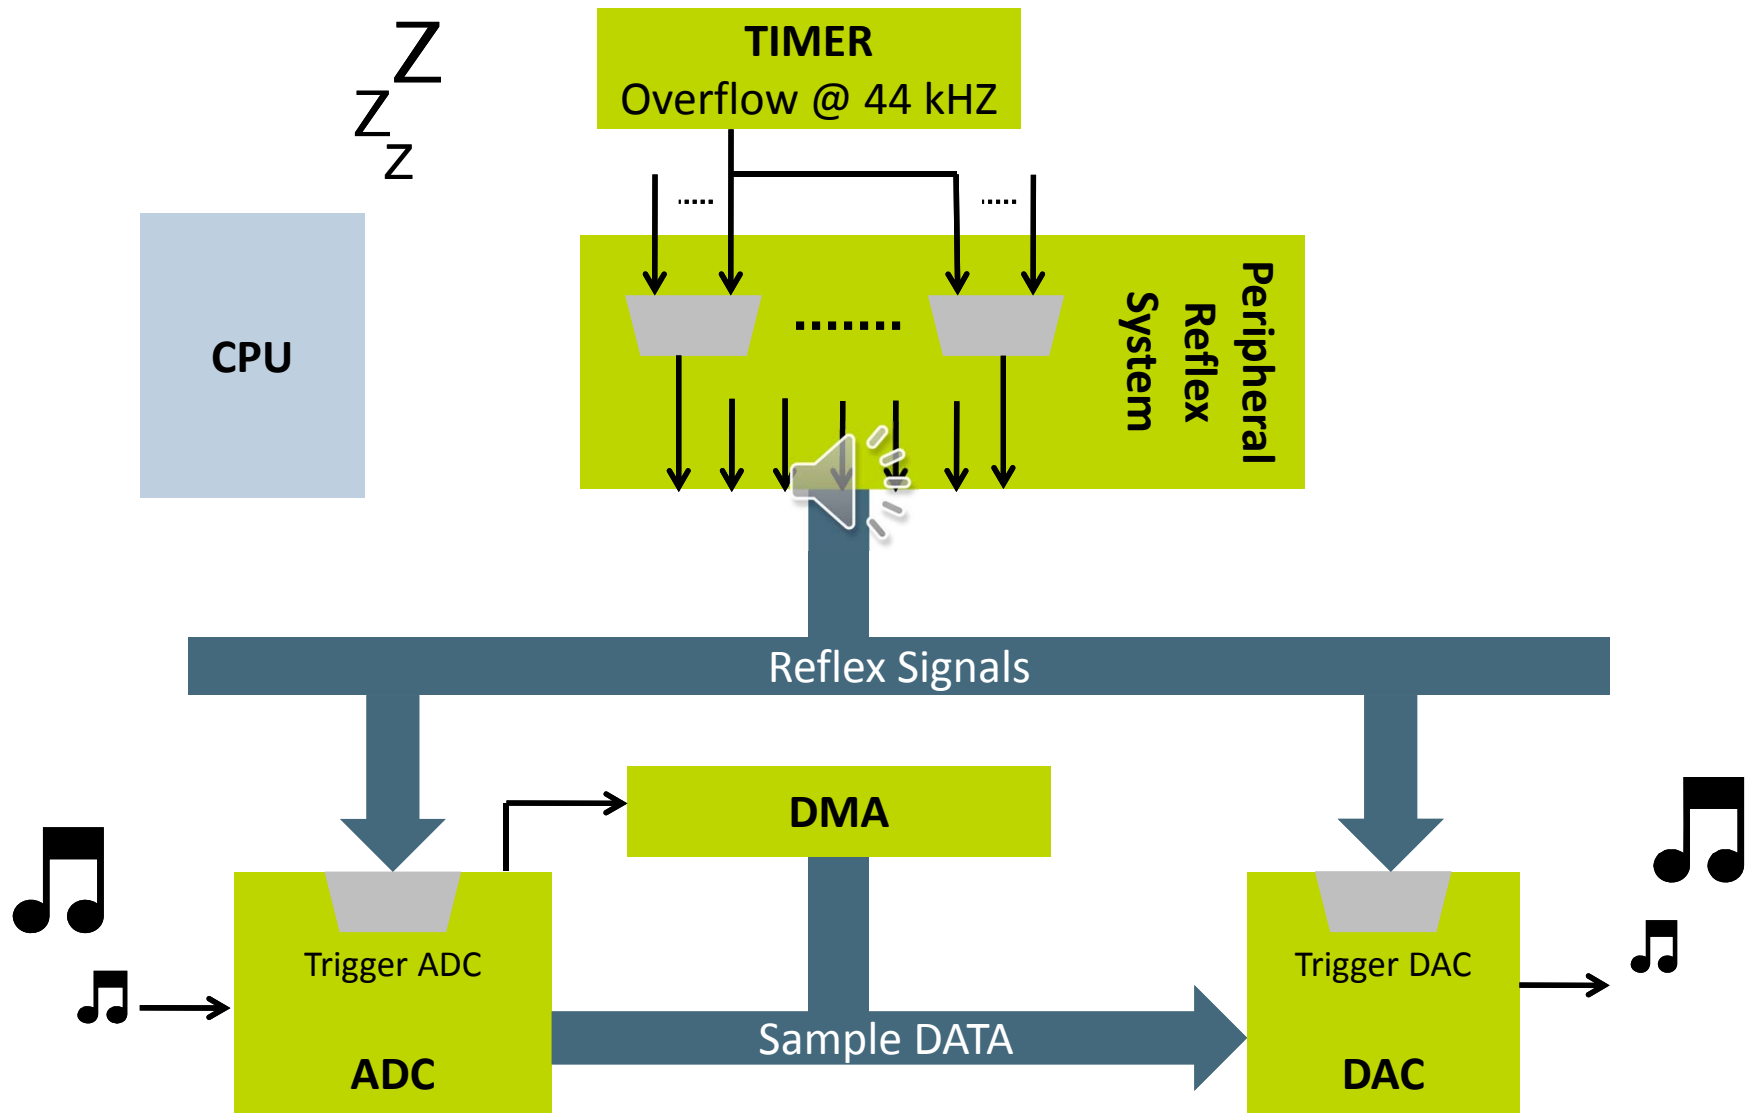 Z
Z
Z
TIMER
Overflow @ 44 kHZ
CPU
Peripheral
Reflex
System
Reflex Signals
DMA
Trigger ADC
ADC
Sample DATA
Trigger DAC
DAC